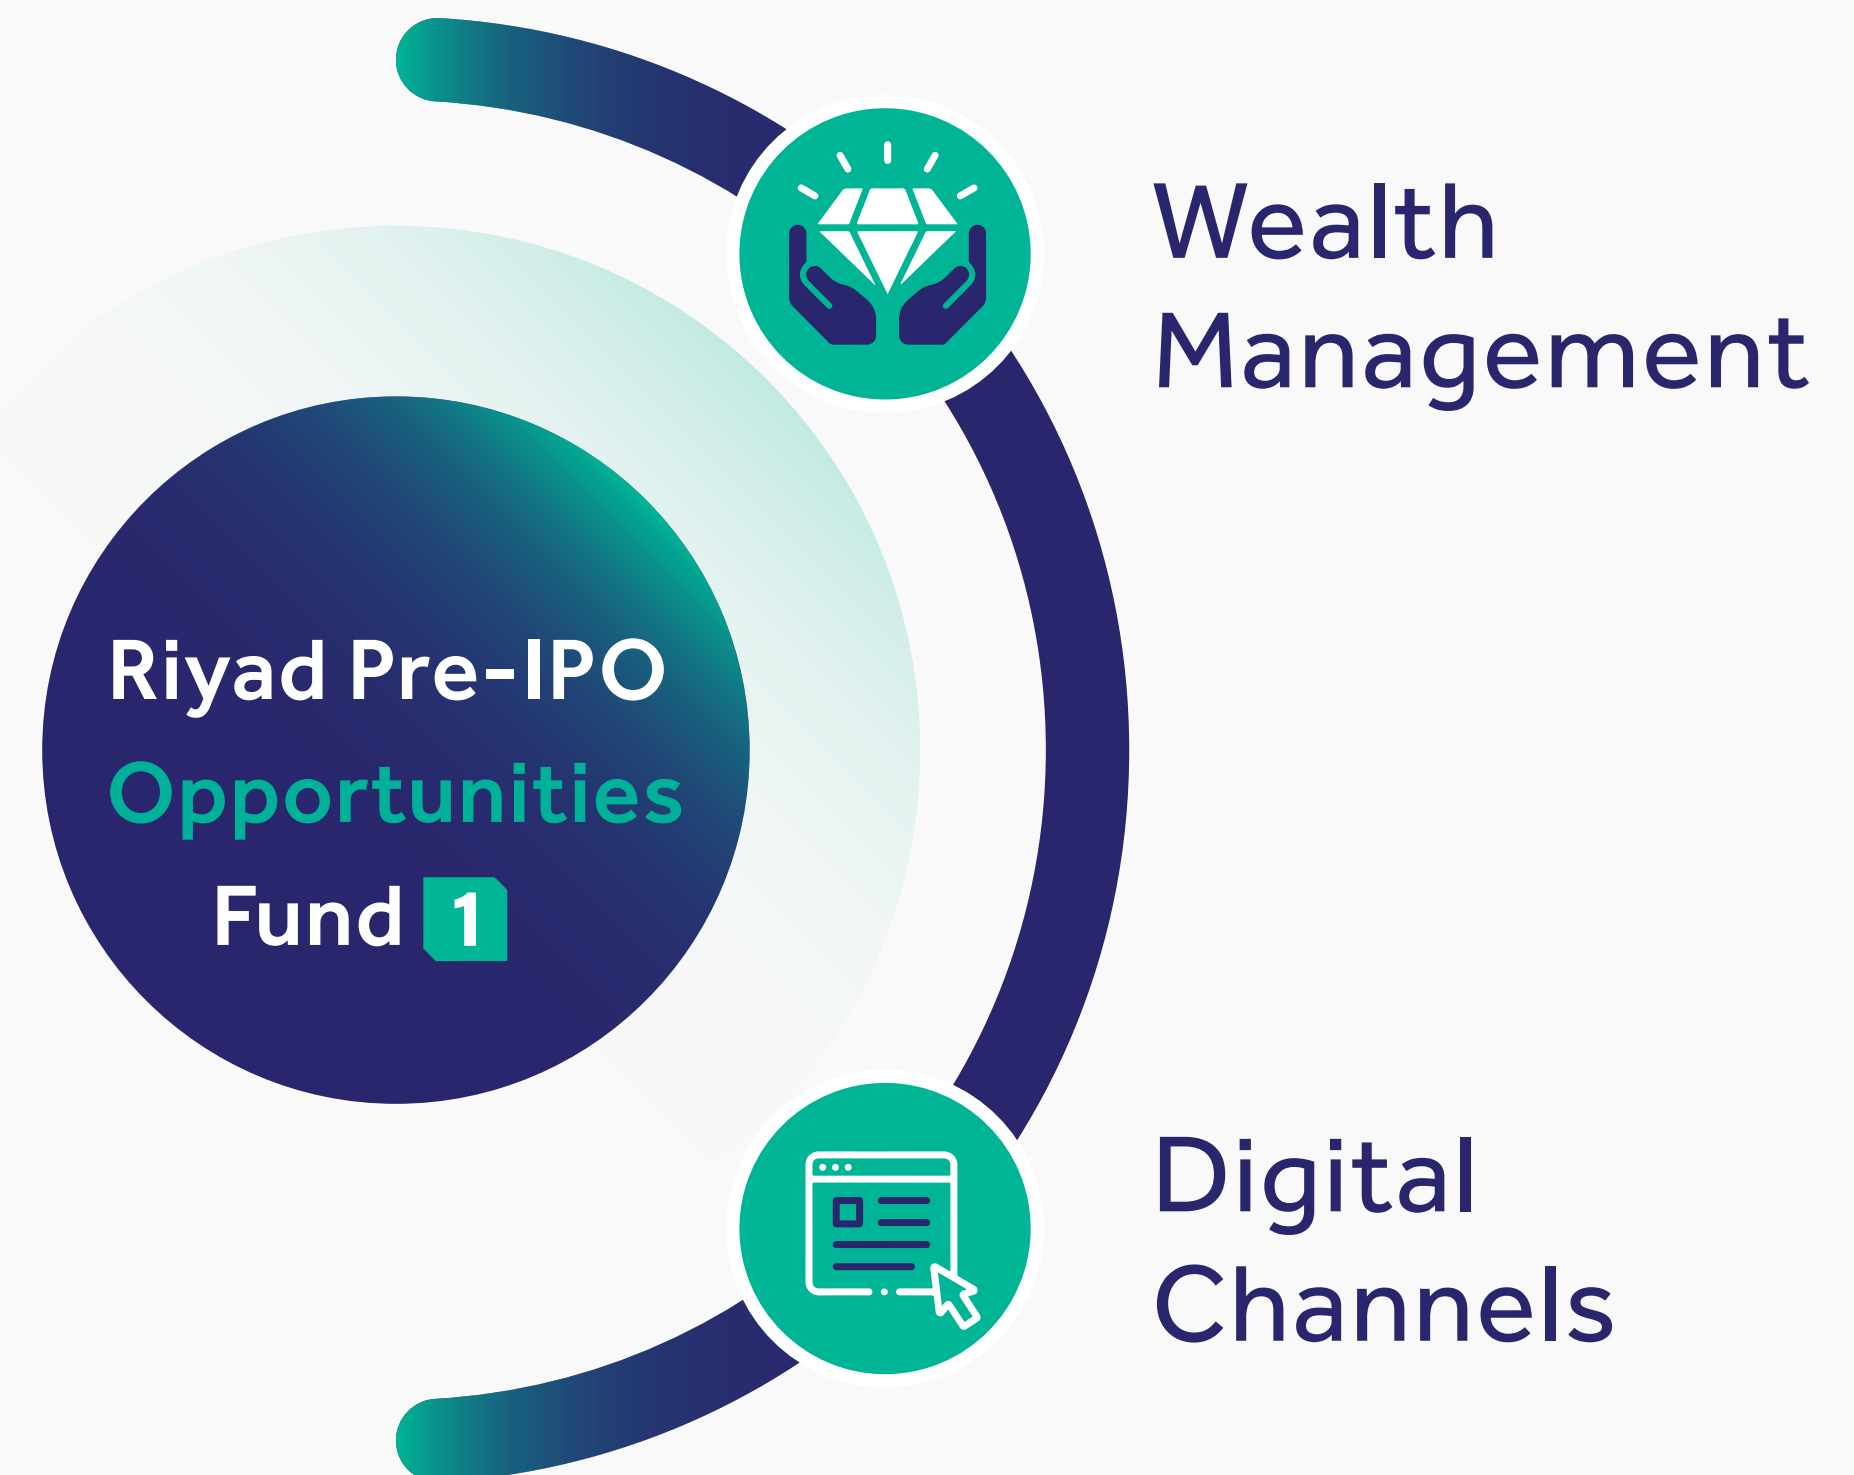 Wealth
Management
Riyad Pre-IPO
Opportunities
Fund 1
Digital
Channels